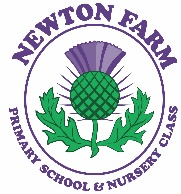 NEWTON FARM
PRIMARY SCHOOL & NURSERY CLASS